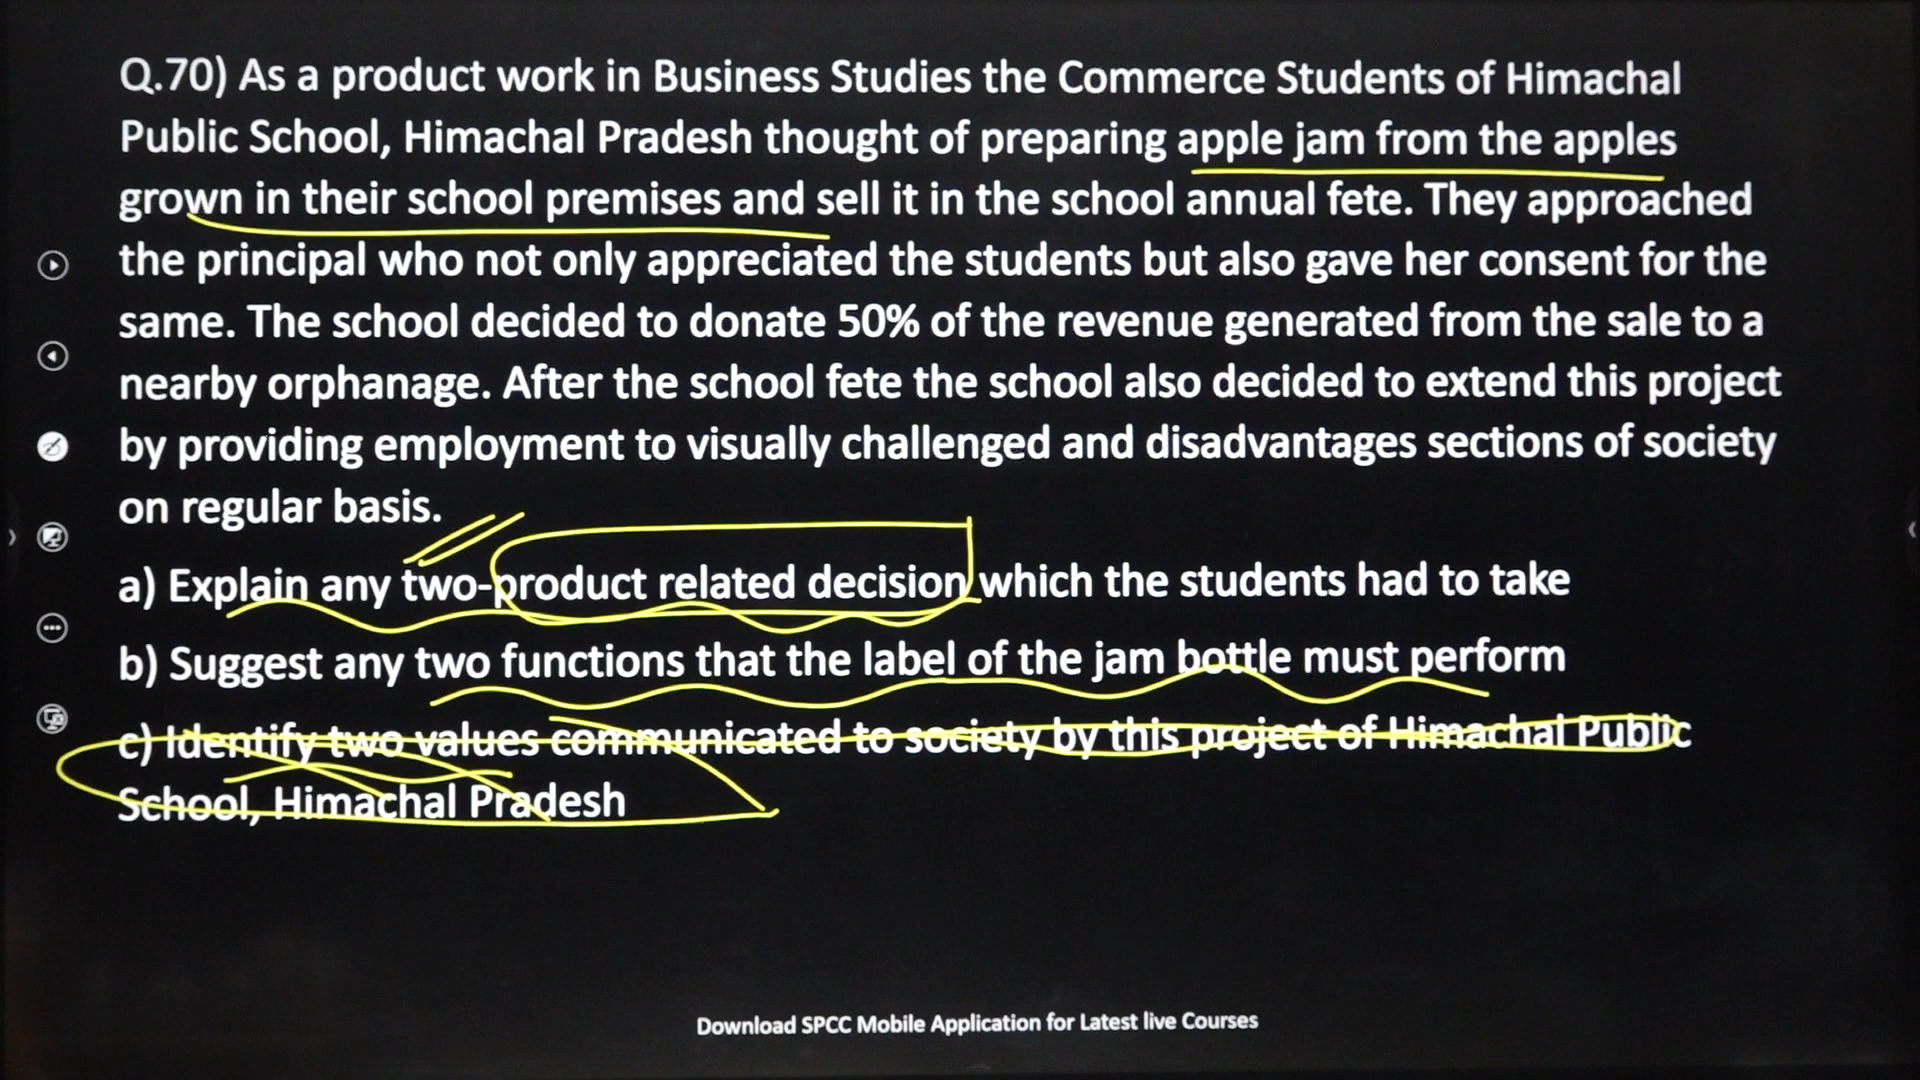 Q.70) As a product work in Business Studies the Commerce Students of Himachal
Public School, Himachal Pradesh thought of preparing apple jam from the apples
grown in their school premises and sell it in the school annual fete. They approached
the principal who not only appreciated the students but also gave her consent for the
same. The school decided to donate 50% of the revenue generated from the sale to a
nearby orphanage. After the school fete the school also decided to extend this project
by providing employment to visually challenged and disadvantages sections of society
on regular basis.
a) Explain any two-product related decision which the students had to take
b) Suggest any two functions that the label of the jam bottle must perform
c) Identify two values communicated to society by this project of Himachal Public
School, Himachal Pradesh
Download SPCC Mobile Application for Latest live Courses